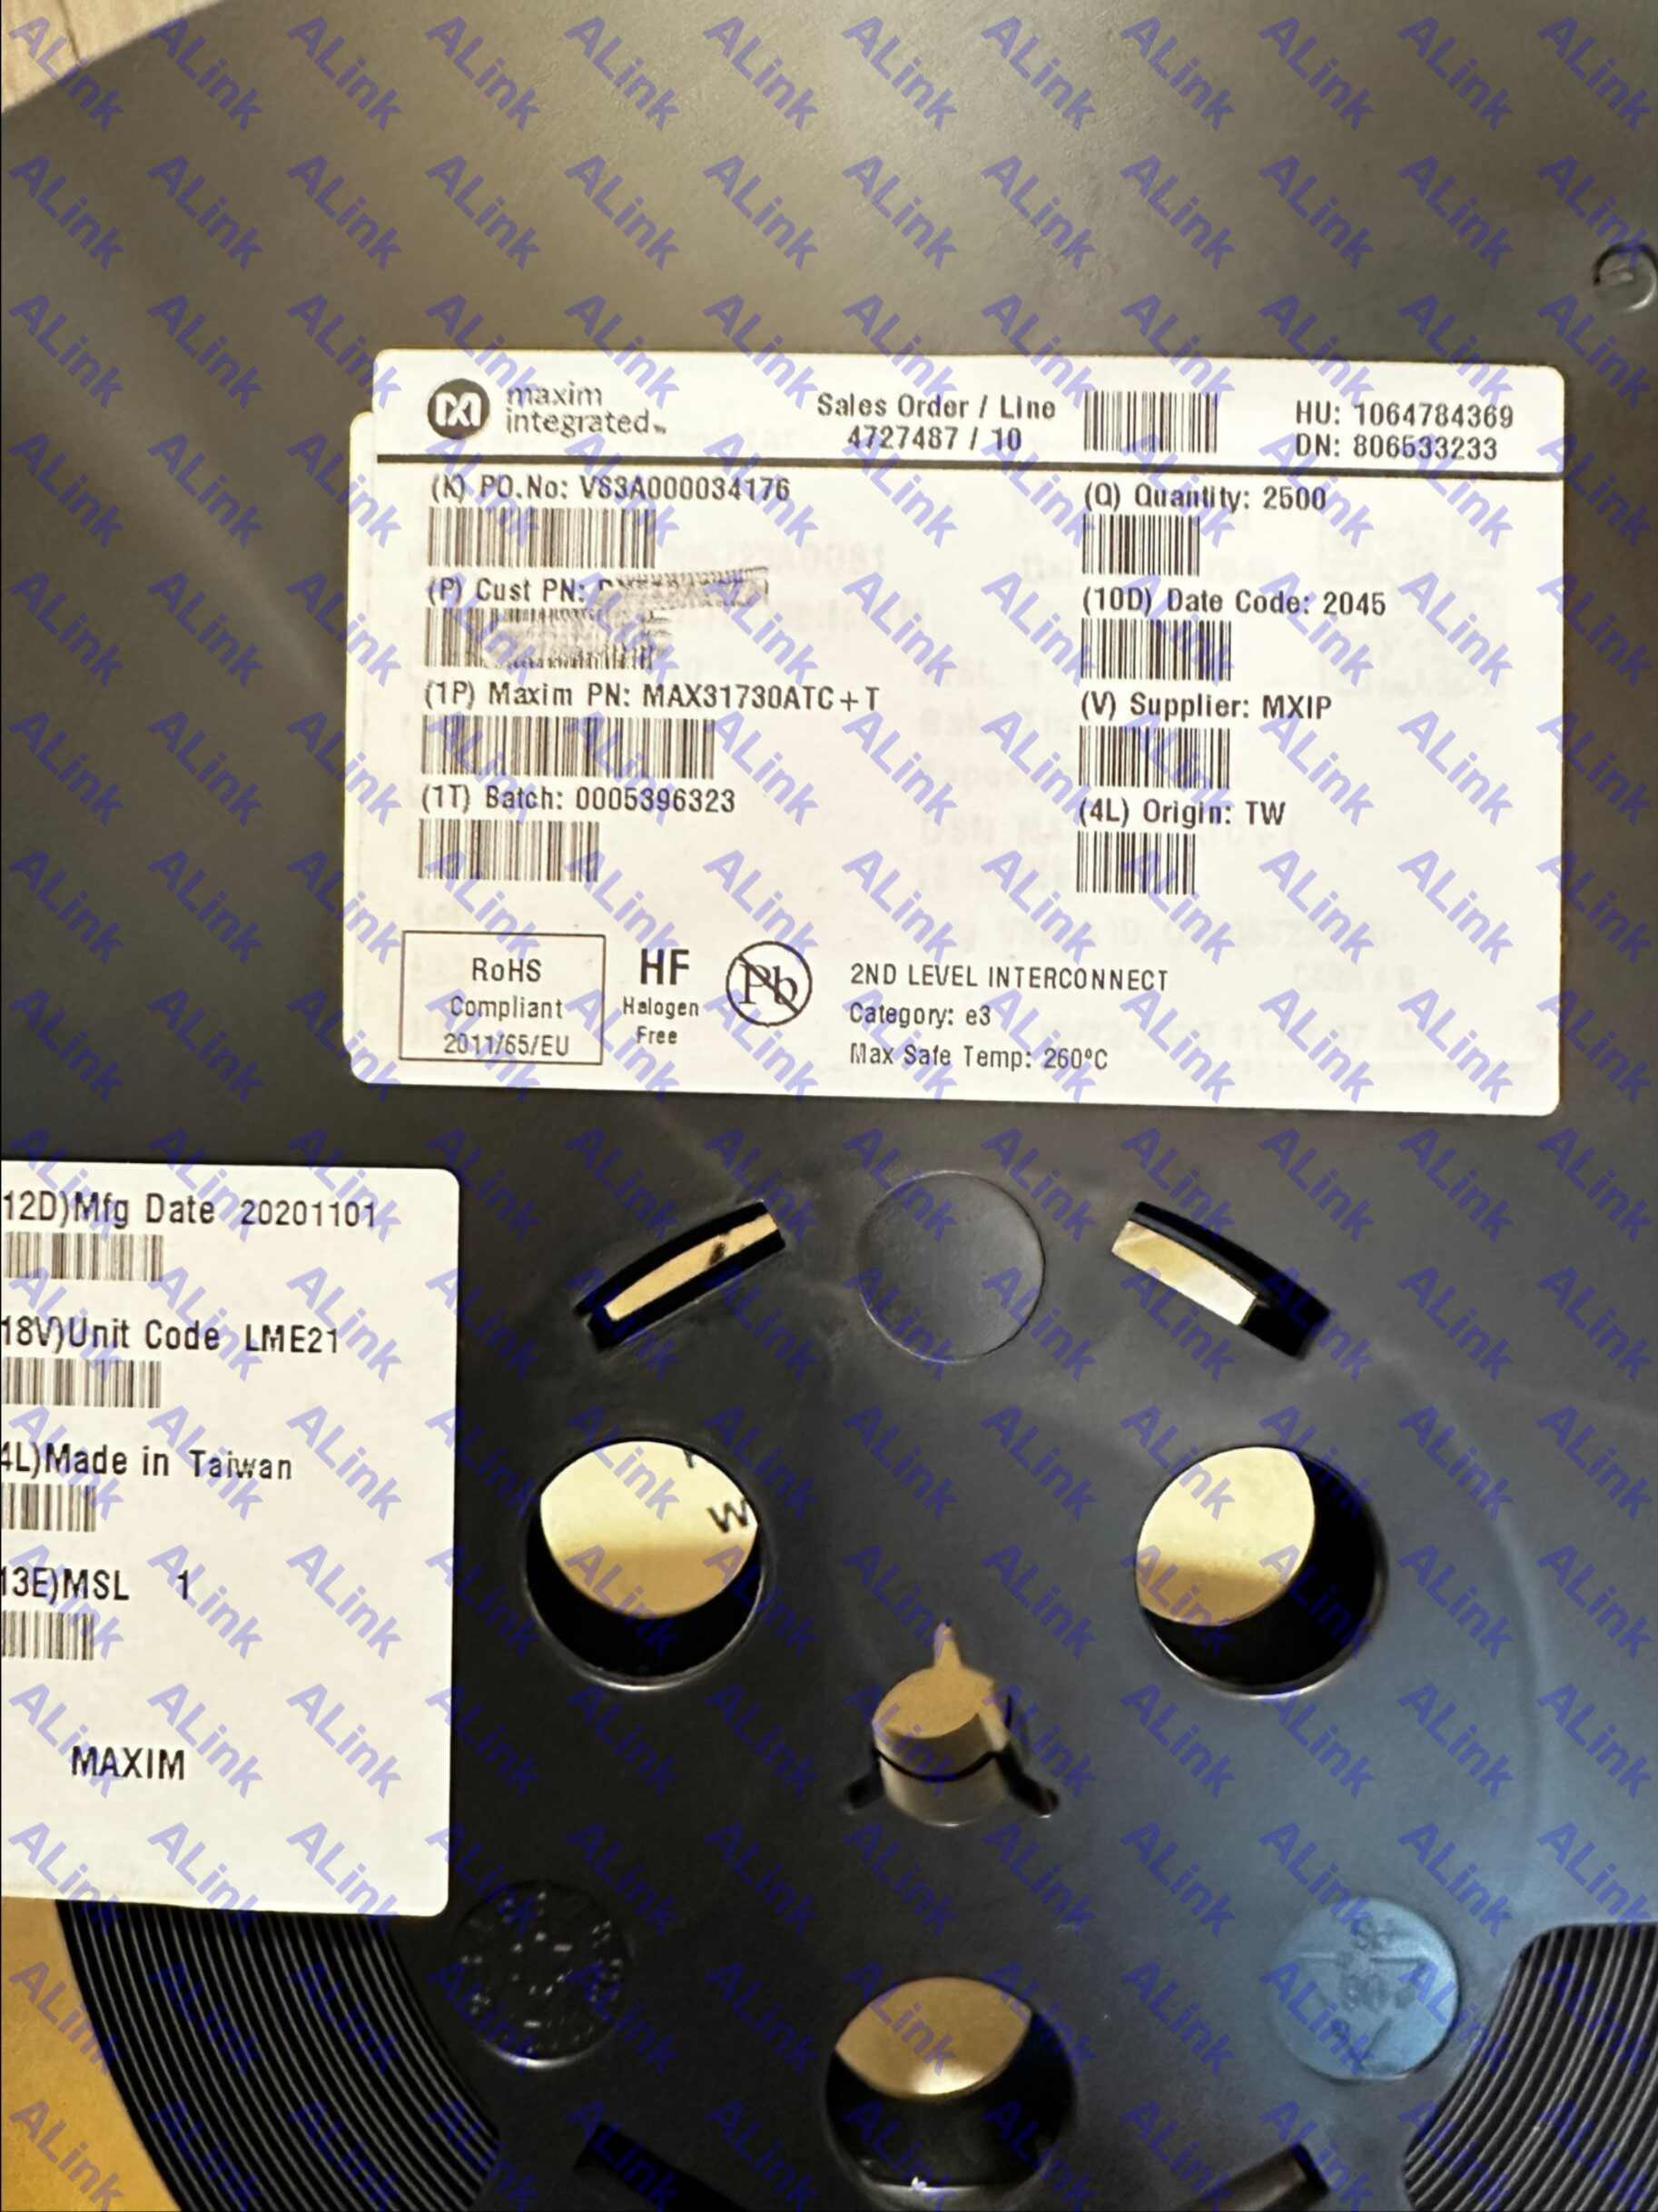 maxim
integrated™
Sales Order / Line
4727487 / 10
HU: 1064784369
DN: 806533233
(K) PO.No: VS3A000034176
(Q) Quantity: 2500
(P) Cust PN:
(10D) Date Code: 2045
(1P) Maxim PN: MAX31730ATC+T
(V) Supplier: MXIP
(1T) Batch: 0005396323
(4L) Origin: TW
RoHS
Compliant
2011/65/EU
HF
Halogen
Free
Pb
2ND LEVEL INTERCONNECT
Category: e3
Max Safe Temp: 260ºC
12D)Mfg Date 20201101
18V)Unit Code LME21
4L)Made in Taiwan
13E)MSL 1
MAXIM
W
ALink